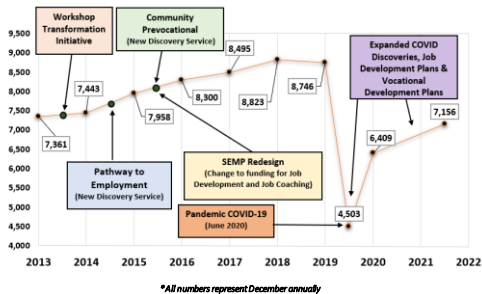 Workshop
Transformation
Initiative
Community
Prevocational
(New Discovery Service)
Expanded COVID
Discoveries, Job
Development Plans &
Vocational
Development Plans
9,500
9,000
8,500
8,000
7,500
7,000
6,500
6,000
5,500
5,000
4,500
4,000
7,361
7,443
7,958
8,300
8,495
8,823
8,746
4,503
6,409
7,156
Pathway to
Employment
(New Discovery Service)
SEMP Redesign
(Change to funding for Job
Development and Job Coaching)
Pandemic COVID-19
(June 2020)
2013 2014 2015 2016 2017 2018 2019 2020 2021 2022
*All numbers represent December annually